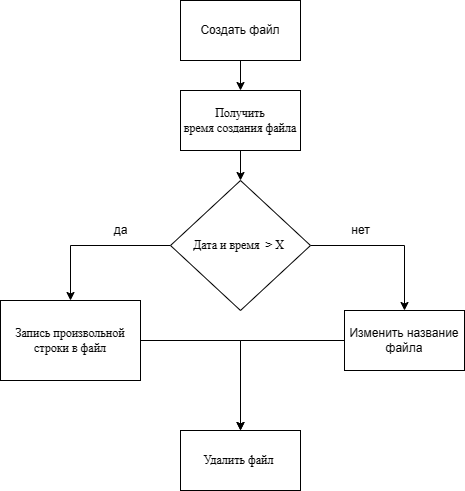 Создать файл
Получить
время создания файла
Дата и время > X
да
нет
Запись произвольной
строки в файл
Изменить название
файла
Удалить файл